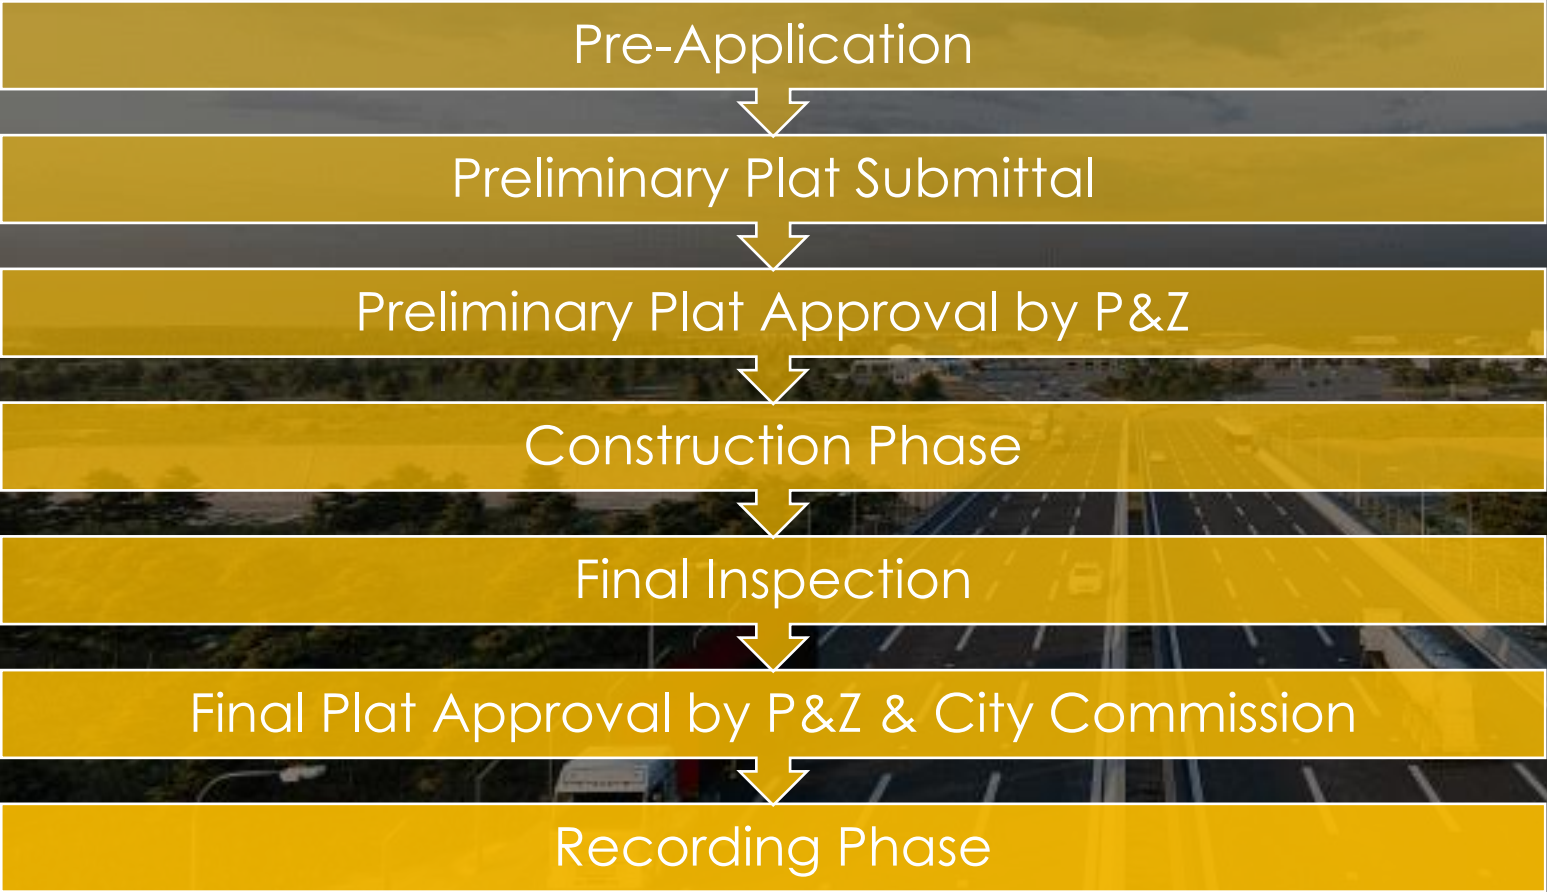 Pre-Application
Preliminary Plat Submittal
Preliminary Plat Approval by P&Z
Construction Phase
Final Inspection
Final Plat Approval by P&Z & City Commission
Recording Phase